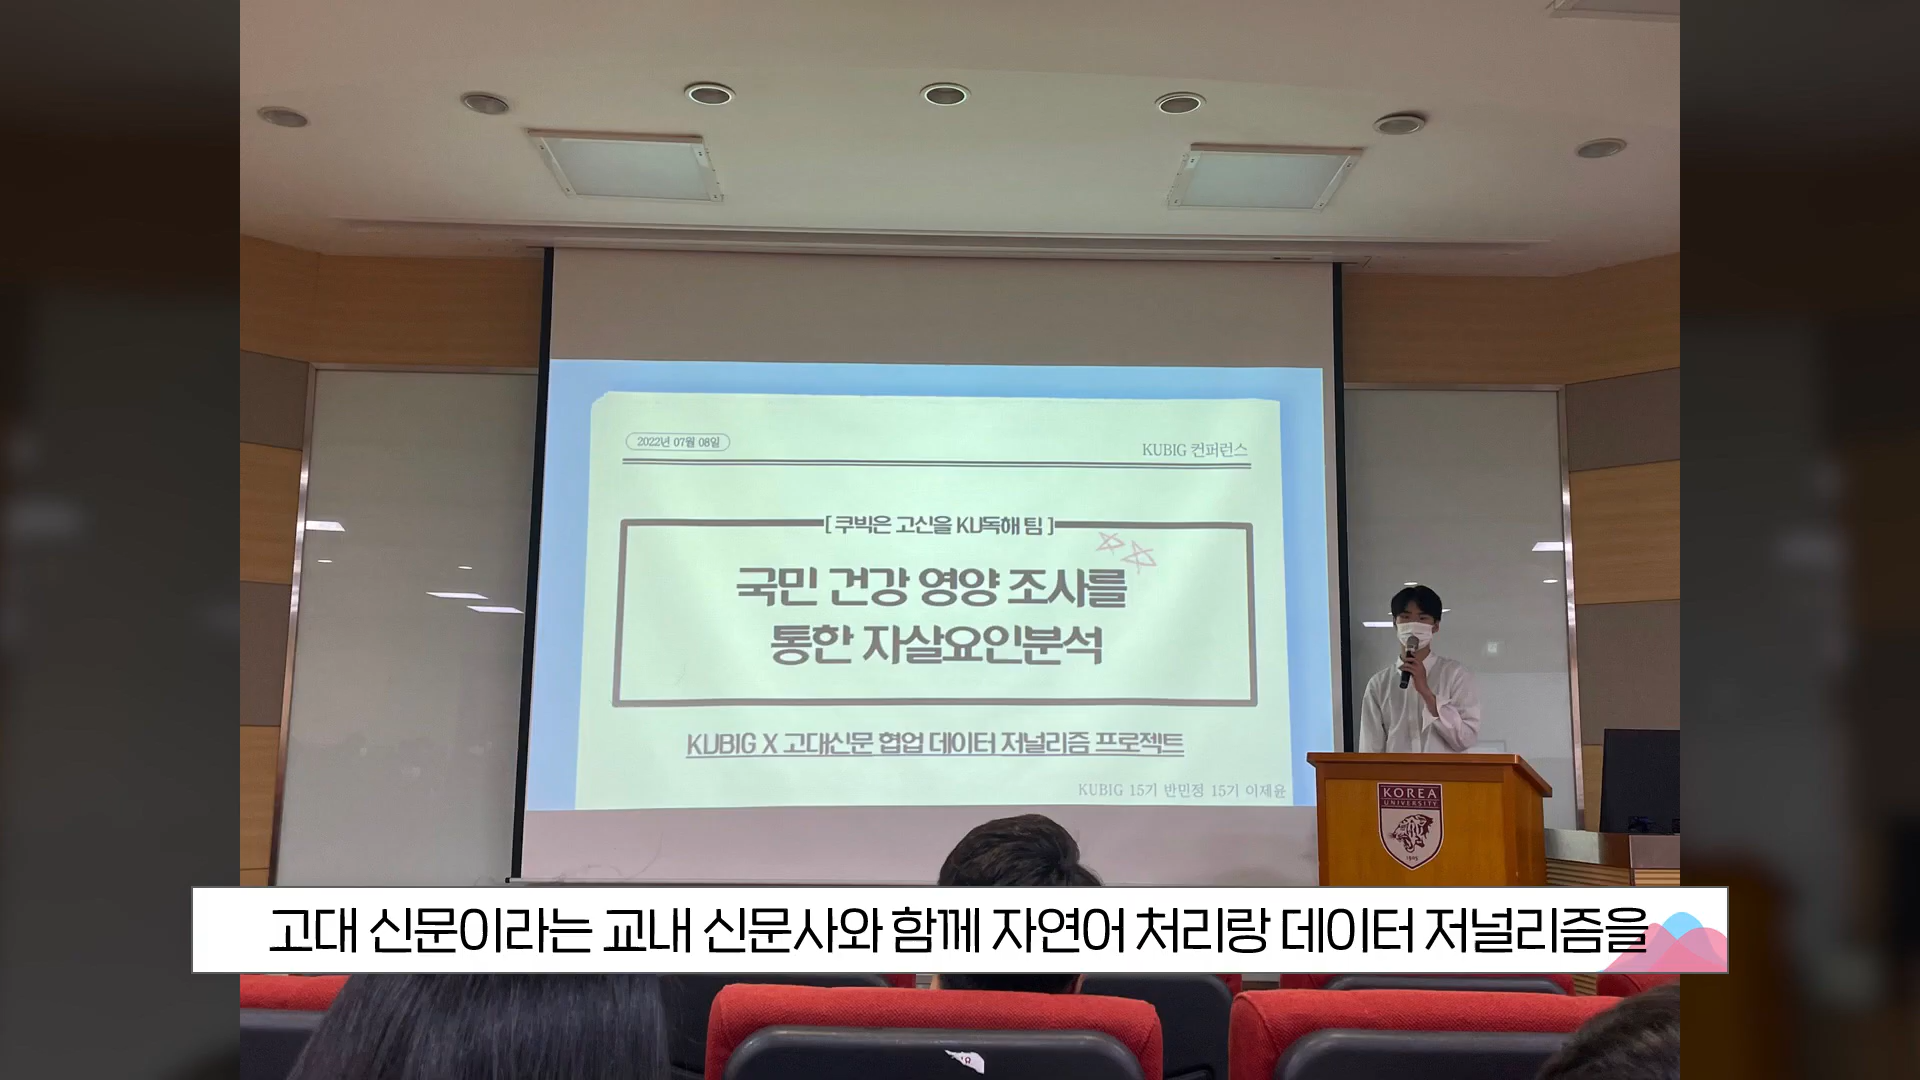 2022년 07월 08일
KUBIG 컨퍼런스
[ 쿠빅은 고신을 KU독해 팀 ]
국민 건강 영양 조사를
통한 자살요인분석
KUBIG X 고대신문 협업 데이터 저널리즘 프로젝트
KUBIG 15기 반민정 15기 이제윤
KOREA
UNIVERSITY
고대 신문이라는 교내 신문사와 함께 자연어 처리랑 데이터 저널리즘을